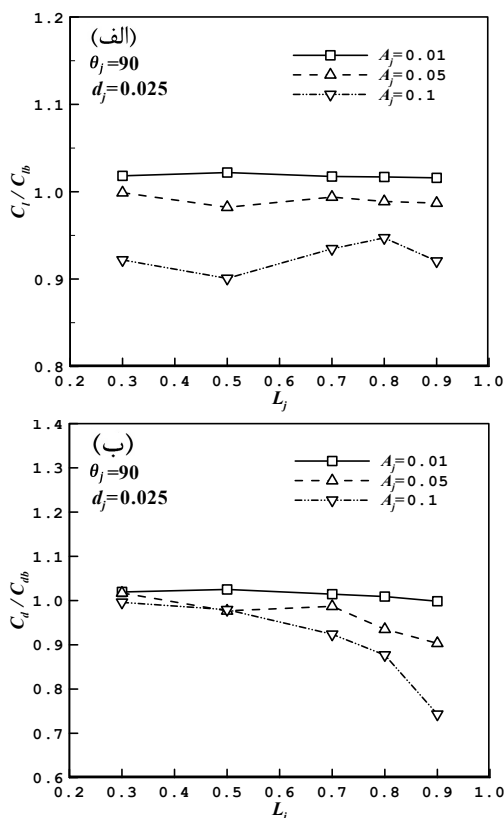 (الف)
θj=90
dj=0.025
Aj=0.01
Aj=0.05
Aj=0.1
1.2
1.1
1.0
0.9
0.8
Cl / Clb
0.2 0.3 0.4 0.5 0.6 0.7 0.8 0.9 1.0
Lj
(ب)
θj=90
dj=0.025
Aj=0.01
Aj=0.05
Aj=0.1
1.4
1.3
1.2
1.1
1.0
0.9
0.8
0.7
0.6
Cd / Cdb
0.2 0.3 0.4 0.5 0.6 0.7 0.8 0.9 1.0
Lj